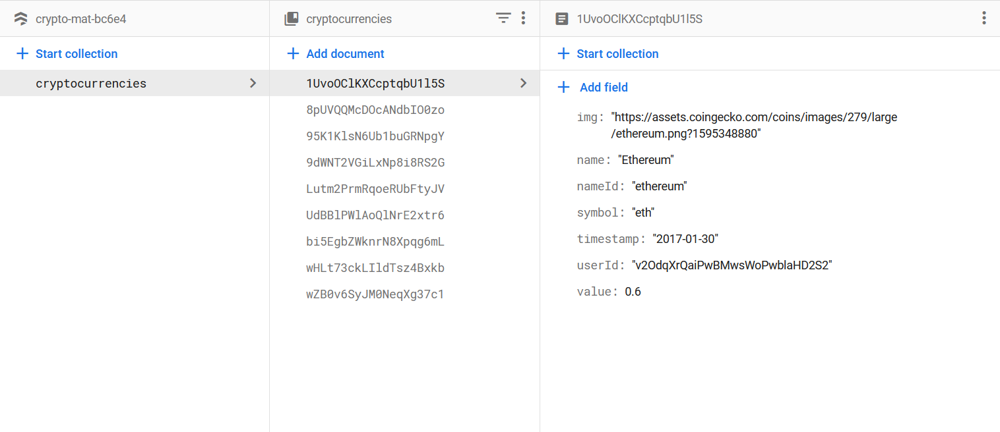 crypto-mat-bc6e4
Start collection
cryptocurrencies
cryptocurrencies
Add document
1UvoOClKXCcptqbU1l5S
8pUVQQMcDOcANdbIO0zo
95K1KlsN6Ub1buGRNpgY
9dWNT2VGiLxNp8i8RS2G
Lutm2PrmRqoeRUbFtyJV
UdBBlPWlAoQlNrE2xtr6
bi5EgbZWknrN8Xpqg6mL
wHLt73ckLIldTsz4Bxkb
wZB0v6SyJM0NeqXg37c1
1UvoOClKXCcptqbU1l5S
Start collection
Add field
img: "https://assets.coingecko.com/coins/images/279/large
/ethereum.png?1595348880"
name: "Ethereum"
nameId: "ethereum"
symbol: "eth"
timestamp: "2017-01-30"
userId: "v2OdqXrQaiPwBMwsWoPwblaHD2S2"
value: 0.6